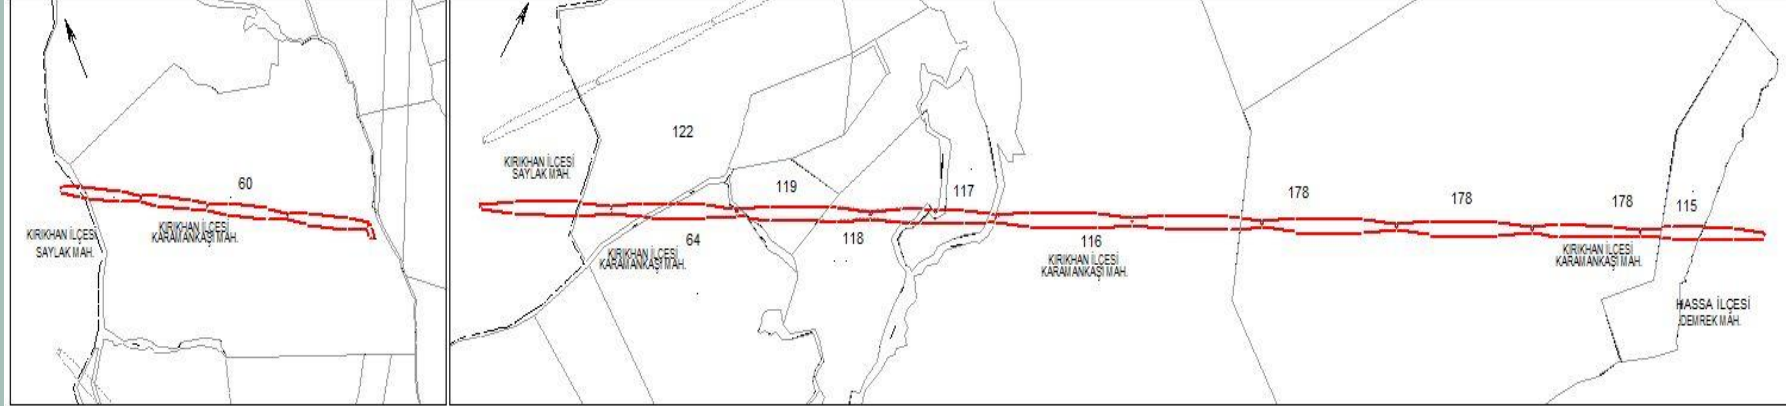 60
KIRIKHAN İLÇESİ
SAYLAK MAH.
KIRIKHAN İLÇESİ
KARAMANKAŞI MAH.
122
KIRIKHAN İLÇESİ
SAYLAK MAH.
119
117
178
178
178
115
64
118
116
KIRIKHAN İLÇESİ
KARAMANKAŞI MAH.
KIRIKHAN İLÇESİ
KARAMANKAŞI MAH.
KIRIKHAN İLÇESİ
KARAMANKAŞI MAH.
HASSA İLÇESİ
DEMREK MAH.